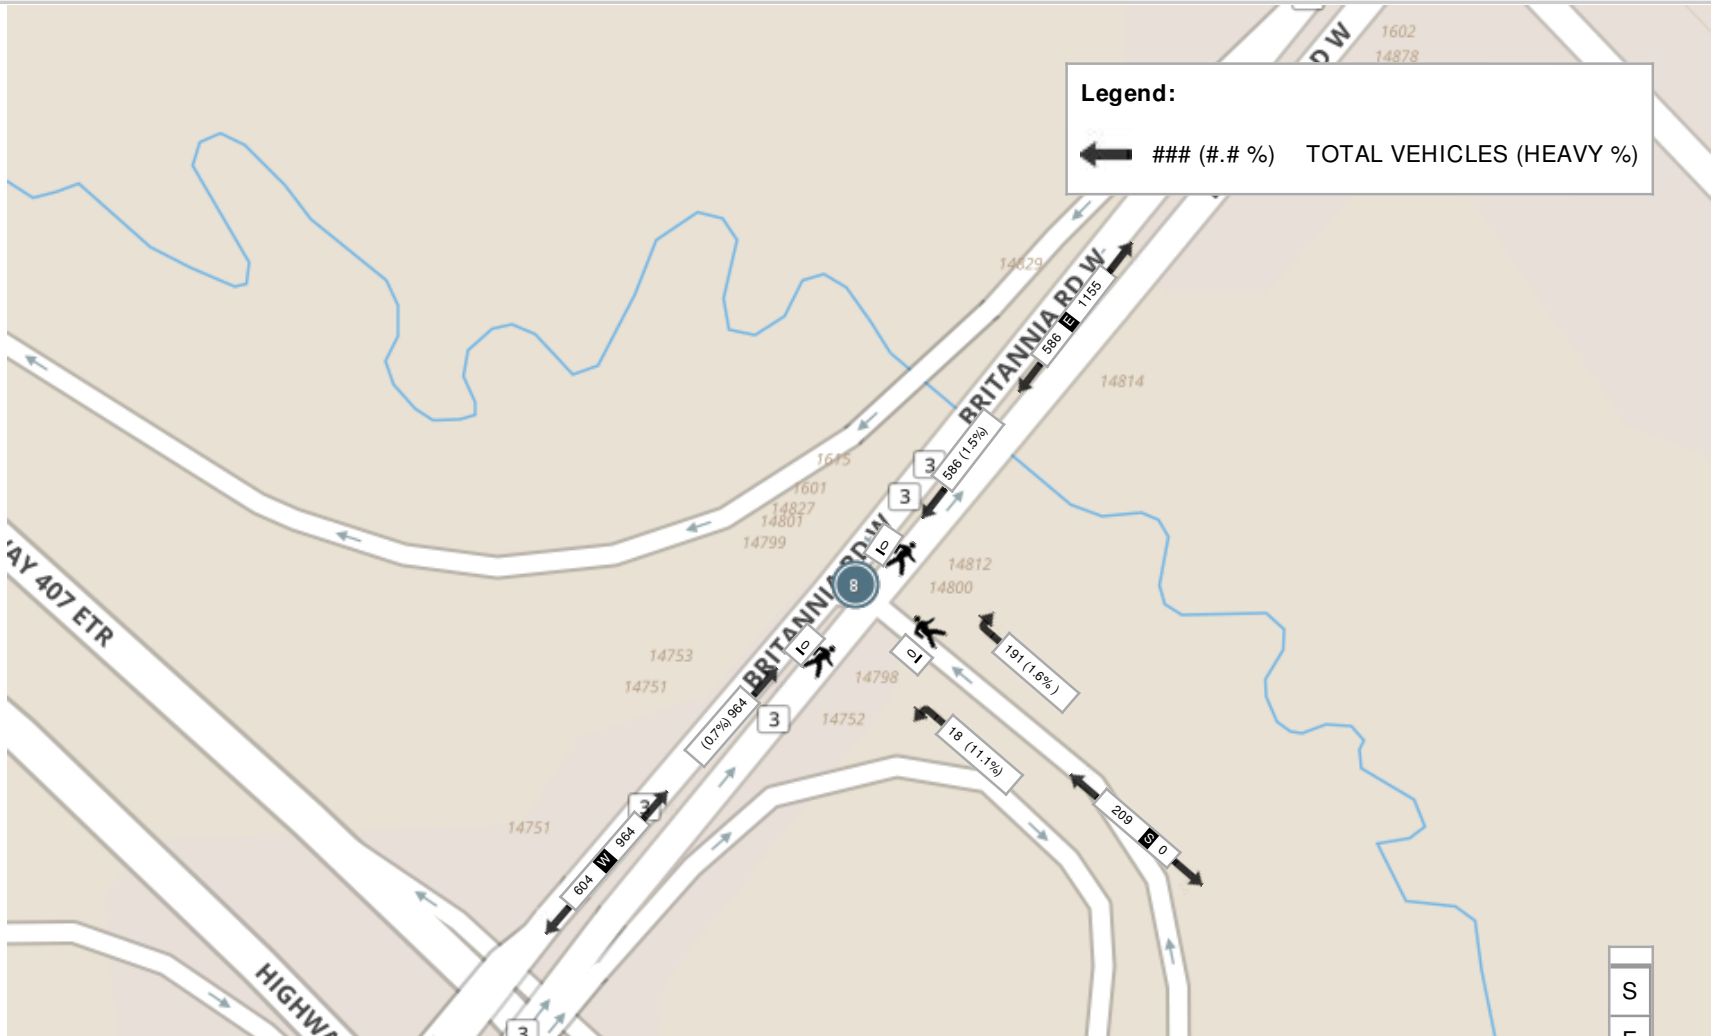 D W
1602
14878
Legend:
### (#.# %) TOTAL VEHICLES (HEAVY %)
14829
BRITANNIA RD W
586 E 1155
14814
586 (1.5%)
3
1615
3
1601
14827
14801
14799
BRITANNIA RD W
0
8
14812
14800
WAY 407 ETR
0
0
14753
14751
14798
191 (1.6% )
(0.7%) 964
3
14752
18 (11.1%)
3
14751
604 W 964
209 S 0
HIGHWA
S
3